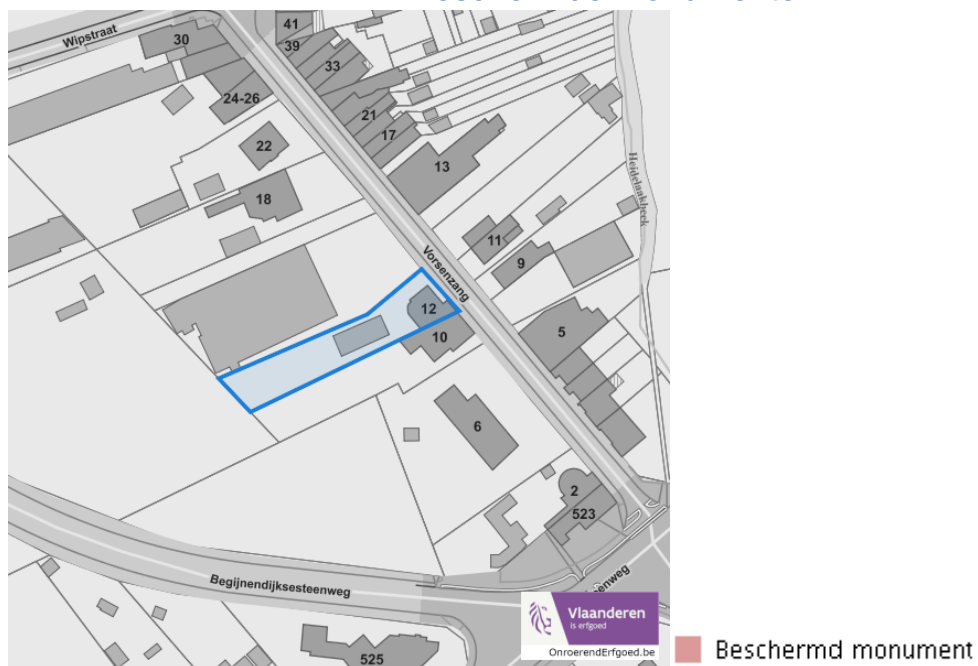 Wipstraat
30
41
39
33
24-26
21
17
22
13
18
Heidelaakbeek
11
9
Vorsenzang
12
10
5
6
2
523
Begijnendijksesteenweg
525
Vlaanderen
is erfgoed
OnroerendErfgoed.be
Beschermd monument